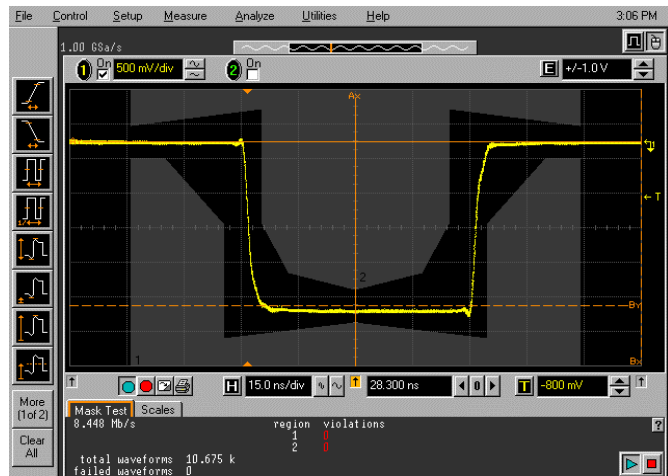 File Control Setup Measure Analyze Utilities Help 3:06 PM
1.00 GSa/s
1 On 500 mV/div 2 On E +/-1.0 V
Ax
T
2
By
1
Bx
H 15.0 ns/div 28.300 ns 0 T -800 mV
More
(1of 2)
Clear
All
Mask Test Scales
8.448 Mb/s region violations ?
1 0
2 0
total waveforms 10.675 k
failed waveforms 0